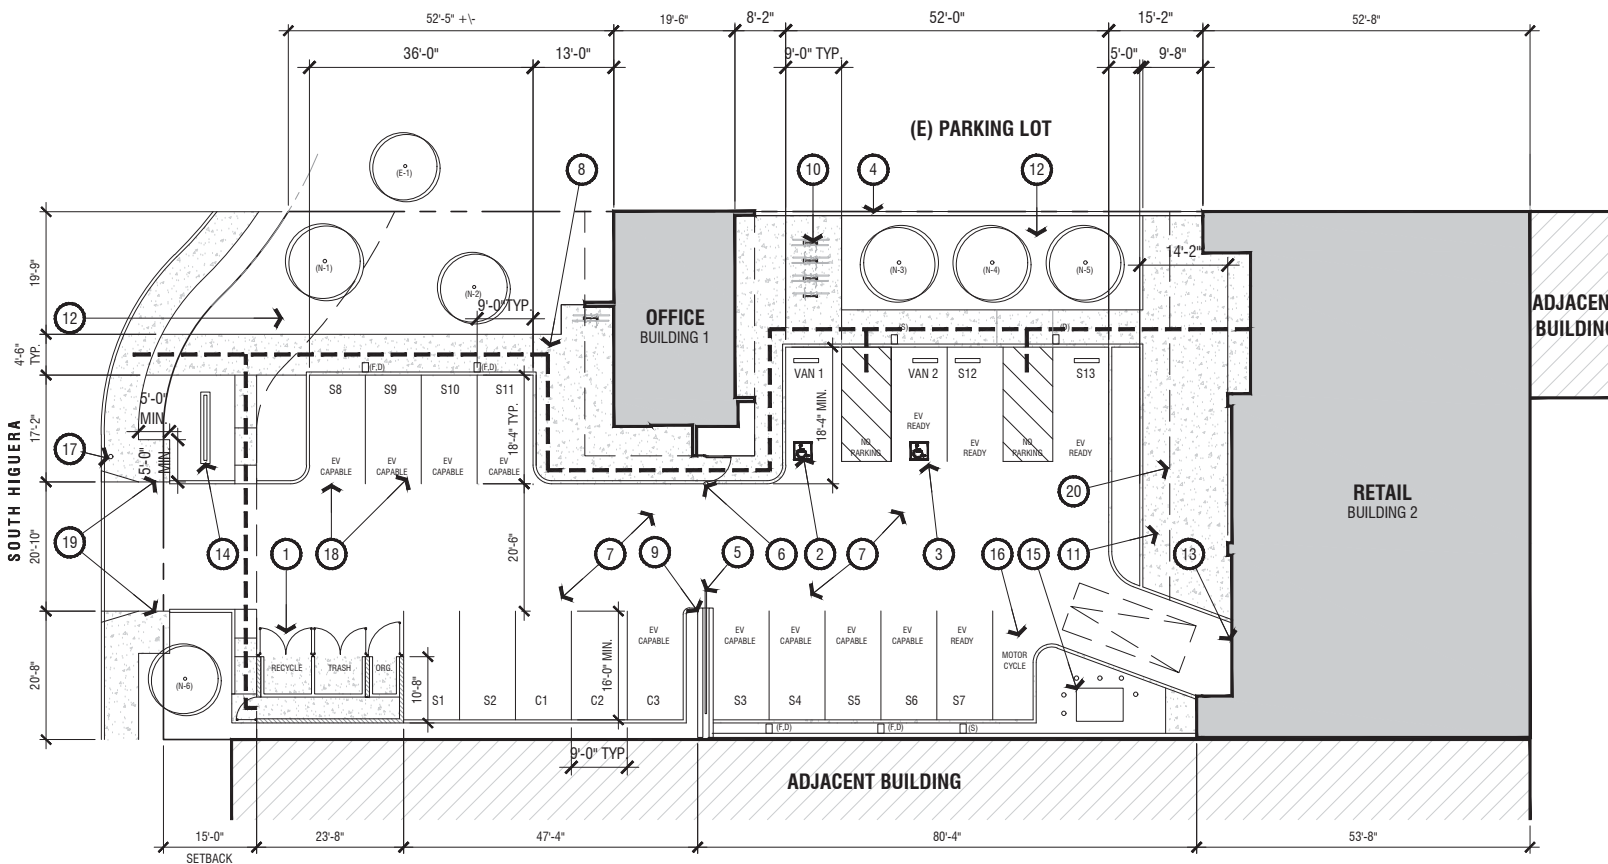 52'-5" +\-
19'-6"
8'-2"
52'-0"
15'-2"
52'-8"
36'-0"
13'-0"
9'-0" TYP.
5'-0"
9'-8"
(E) PARKING LOT
(E-1)
8
10
4
12
19'-9"
(N-1)
(N-2)
9'-0"TYP.
OFFICE
BUILDING 1
(N-3)
(N-4)
(N-5)
14'-2"
ADJACEN
BUILDING
12
(S)
(D)
4'-6"
TYP.
(F,D)
(F,D)
S8
S9
S10
S11
VAN 1
VAN 2
S12
S13
5'-0"
MIN.
17'-2"
18'-4" TYP.
18'-4" MIN.
EV
READY
NO
PARKING
EV
READY
NO
PARKING
EV
READY
17
5'-0"
MIN.
EV
CAPABLE
EV
CAPABLE
EV
CAPABLE
EV
CAPABLE
20
RETAIL
BUILDING 2
SOUTH HIGUERA
19
14
1
18
20'-6"
7
9
5
6
2
7
3
16
15
11
13
20'-10"
EV
CAPABLE
EV
CAPABLE
EV
CAPABLE
EV
CAPABLE
EV
CAPABLE
EV
READY
MOTOR
CYCLE
20'-8"
(N-6)
RECYCLE
TRASH
ORG.
10'-8"
16'-0" MIN.
S1
S2
C1
C2
C3
S3
S4
S5
S6
S7
(F,D)
(F,D)
(S)
9'-0" TYP.
ADJACENT BUILDING
15'-0"
SETBACK
23'-8"
47'-4"
80'-4"
53'-8"